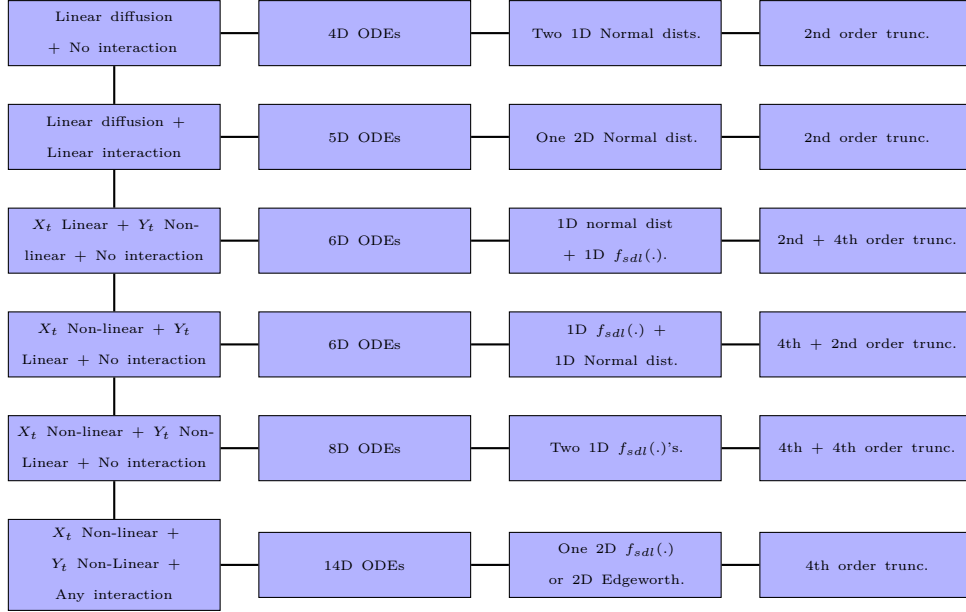 Linear diffusion
+ No interaction
4D ODEs
Two 1D Normal dists.
2nd order trunc.
Linear diffusion +
Linear interaction
5D ODEs
One 2D Normal dist.
2nd order trunc.
X_t Linear + Y_t Non-
linear + No interaction
6D ODEs
1D normal dist
+ 1D f_{sdl}(.).
2nd + 4th order trunc.
X_t Non-linear + Y_t
Linear + No interaction
6D ODEs
1D f_{sdl}(.) +
1D Normal dist.
4th + 2nd order trunc.
X_t Non-linear + Y_t Non-
Linear + No interaction
8D ODEs
Two 1D f_{sdl}(.)'s.
4th + 4th order trunc.
X_t Non-linear +
Y_t Non-Linear +
Any interaction
14D ODEs
One 2D f_{sdl}(.)
or 2D Edgeworth.
4th order trunc.